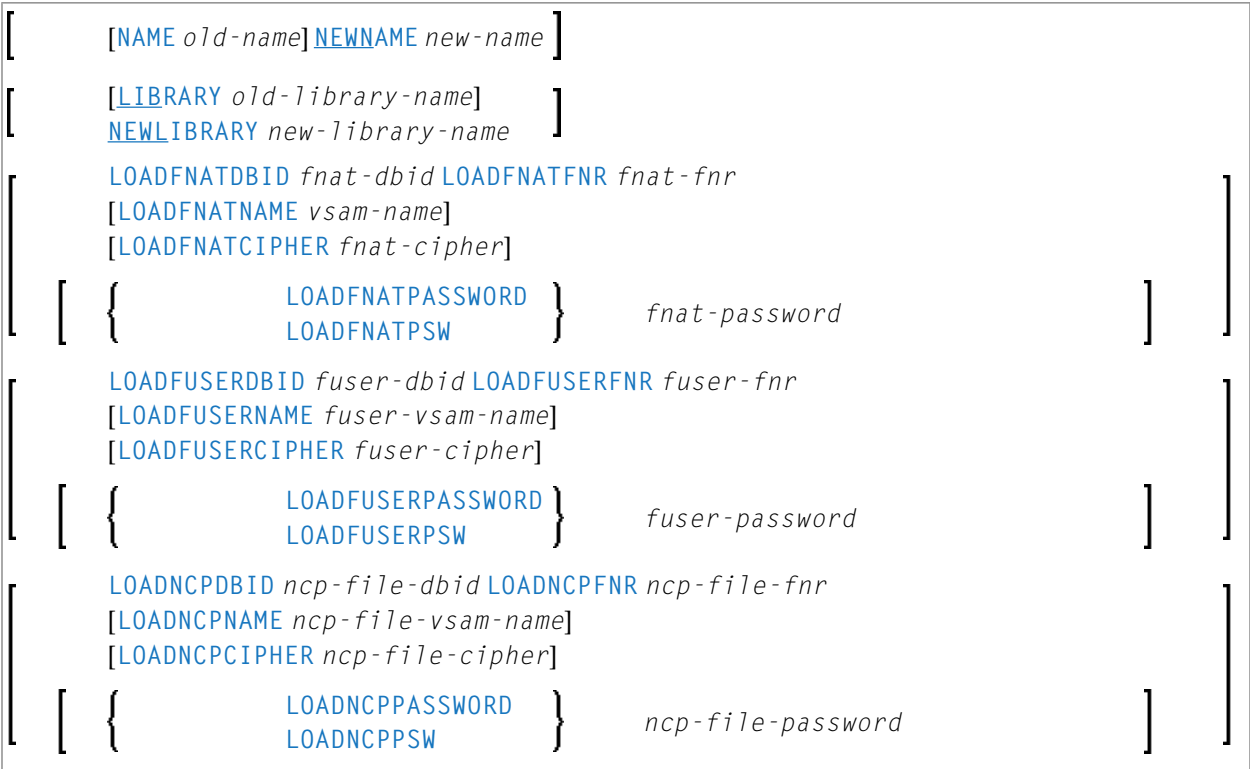 [NAME old-name] NEWNAME new-name
[LIBRARY old-library-name]
NEWLIBRARY new-library-name
LOADFNATDBID fnat-dbid LOADFNATFNR fnat-fnr
[LOADFNATNAME vsam-name]
[LOADFNATCIPHER fnat-cipher]
LOADFNATPASSWORD
LOADFNATPSW
fnat-password
LOADFUSERDBID fuser-dbid LOADFUSERFNR fuser-fnr
[LOADFUSERNAME fuser-vsam-name]
[LOADFUSERCIPHER fuser-cipher]
LOADFUSERPASSWORD
LOADFUSERPSW
fuser-password
LOADNCPDBID ncp-file-dbid LOADNCPFNR ncp-file-fnr
[LOADNCPNAME ncp-file-vsam-name]
[LOADNCPCIPHER ncp-file-cipher]
LOADNCPPASSWORD
LOADNCPPSW
ncp-file-password